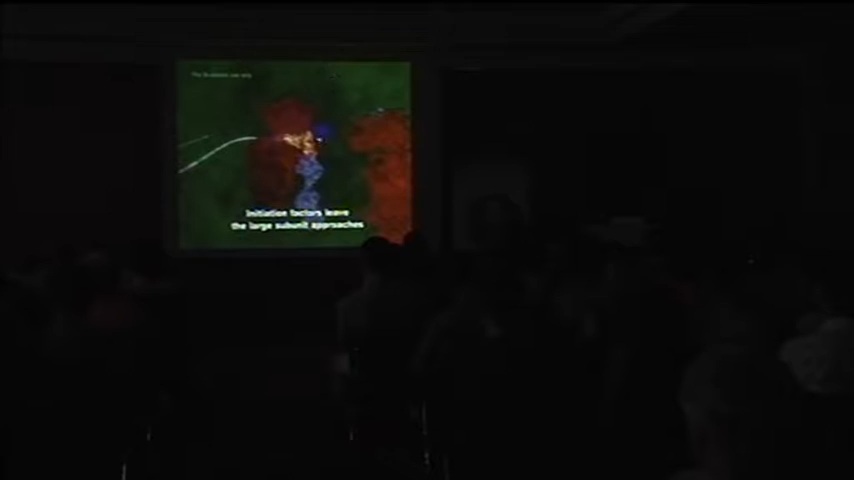 Initiation factors leave
the large subunit approaches